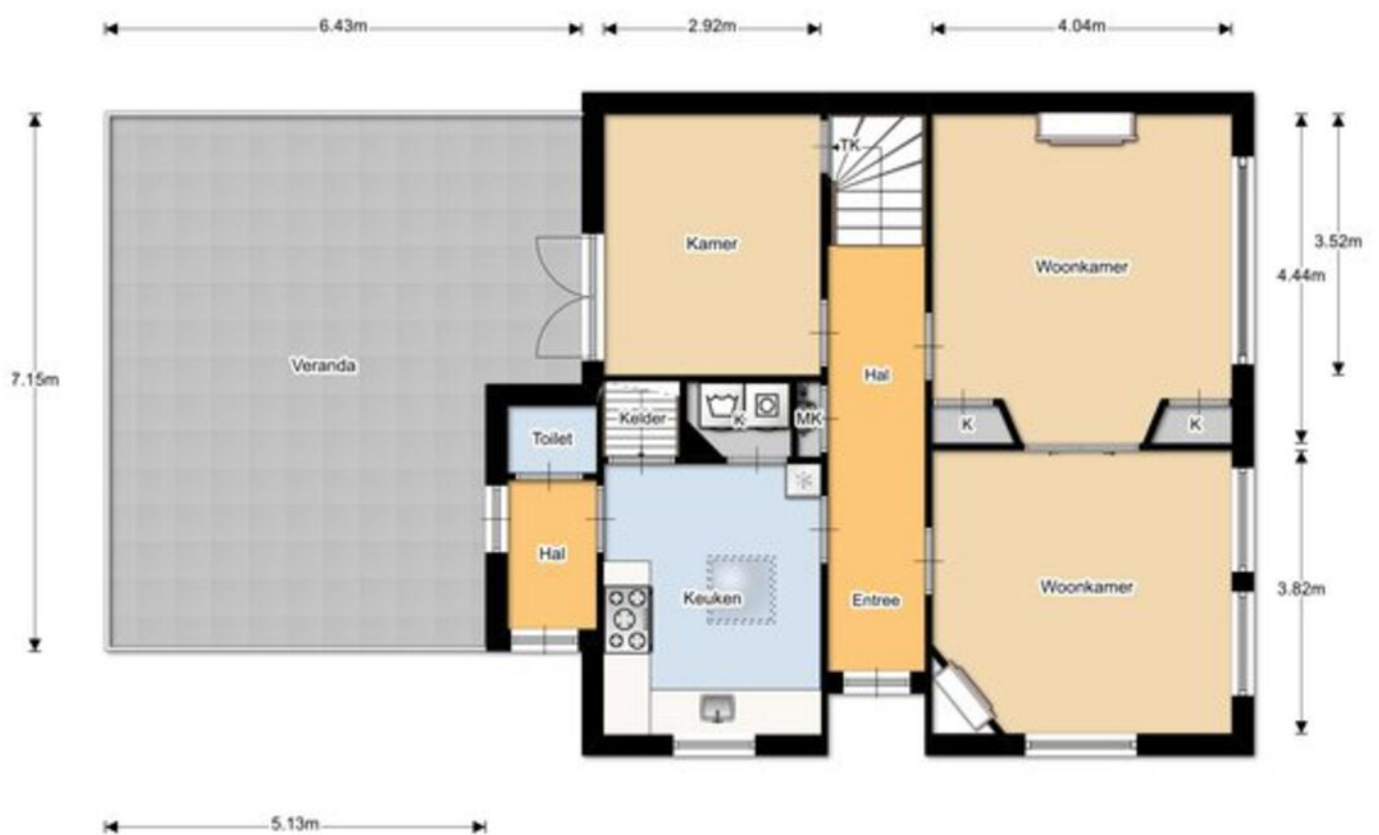 6.43m
2.92m
4.04m
TK
Kamer
Woonkamer
3.52m
4.44m
Veranda
7.15m
Hal
Toilet
Kelder
K
MK
K
K
Hal
Keuken
Entree
Woonkamer
3.82m
5.13m